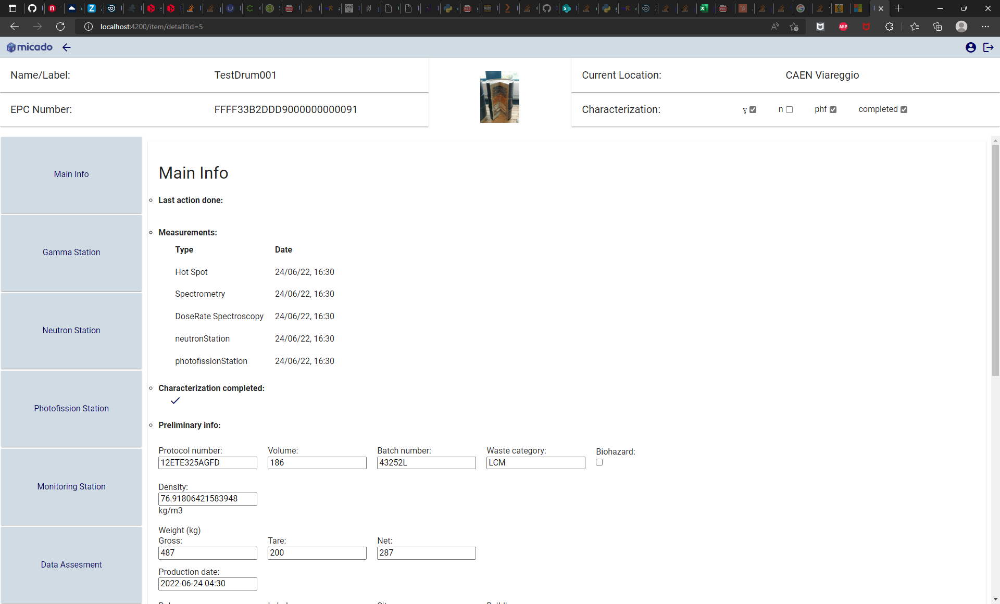 localhost:4200/item/detail?id=5
micado
Name/Label: TestDrum001
Current Location: CAEN Viareggio
EPC Number: FFFF33B2DDD9000000000091
Characterization: γ n phf completed
Main Info
Gamma Station
Neutron Station
Photofission Station
Monitoring Station
Data Assesment
Main Info
Last action done:
Measurements:
Type Date
Hot Spot 24/06/22, 16:30
Spectrometry 24/06/22, 16:30
DoseRate Spectroscopy 24/06/22, 16:30
neutronStation 24/06/22, 16:30
photofissionStation 24/06/22, 16:30
Characterization completed:
Preliminary info:
Protocol number: Volume: Batch number: Waste category: Biohazard:
12ETE325AGFD 186 43252L LCM
Density:
76.91806421583948
kg/m3
Weight (kg)
Gross: Tare: Net:
487 200 287
Production date:
2022-06-24 04:30